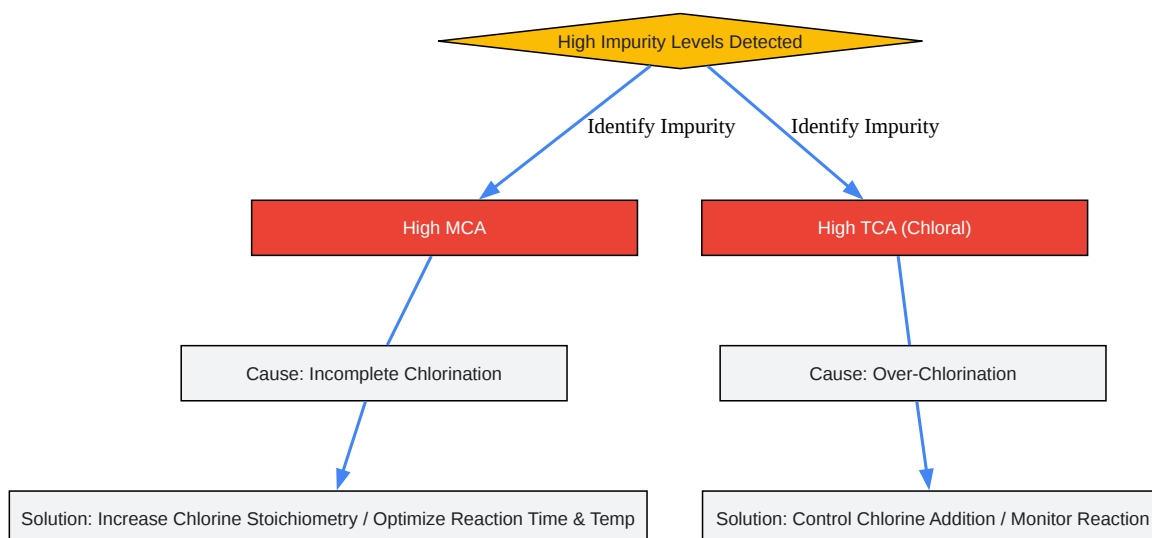 High Impurity Levels Detected
Identify Impurity
Identify Impurity
High MCA
High TCA (Chloral)
Cause: Incomplete Chlorination
Cause: Over-Chlorination
Solution: Increase Chlorine Stoichiometry / Optimize Reaction Time & Temp
Solution: Control Chlorine Addition / Monitor Reaction